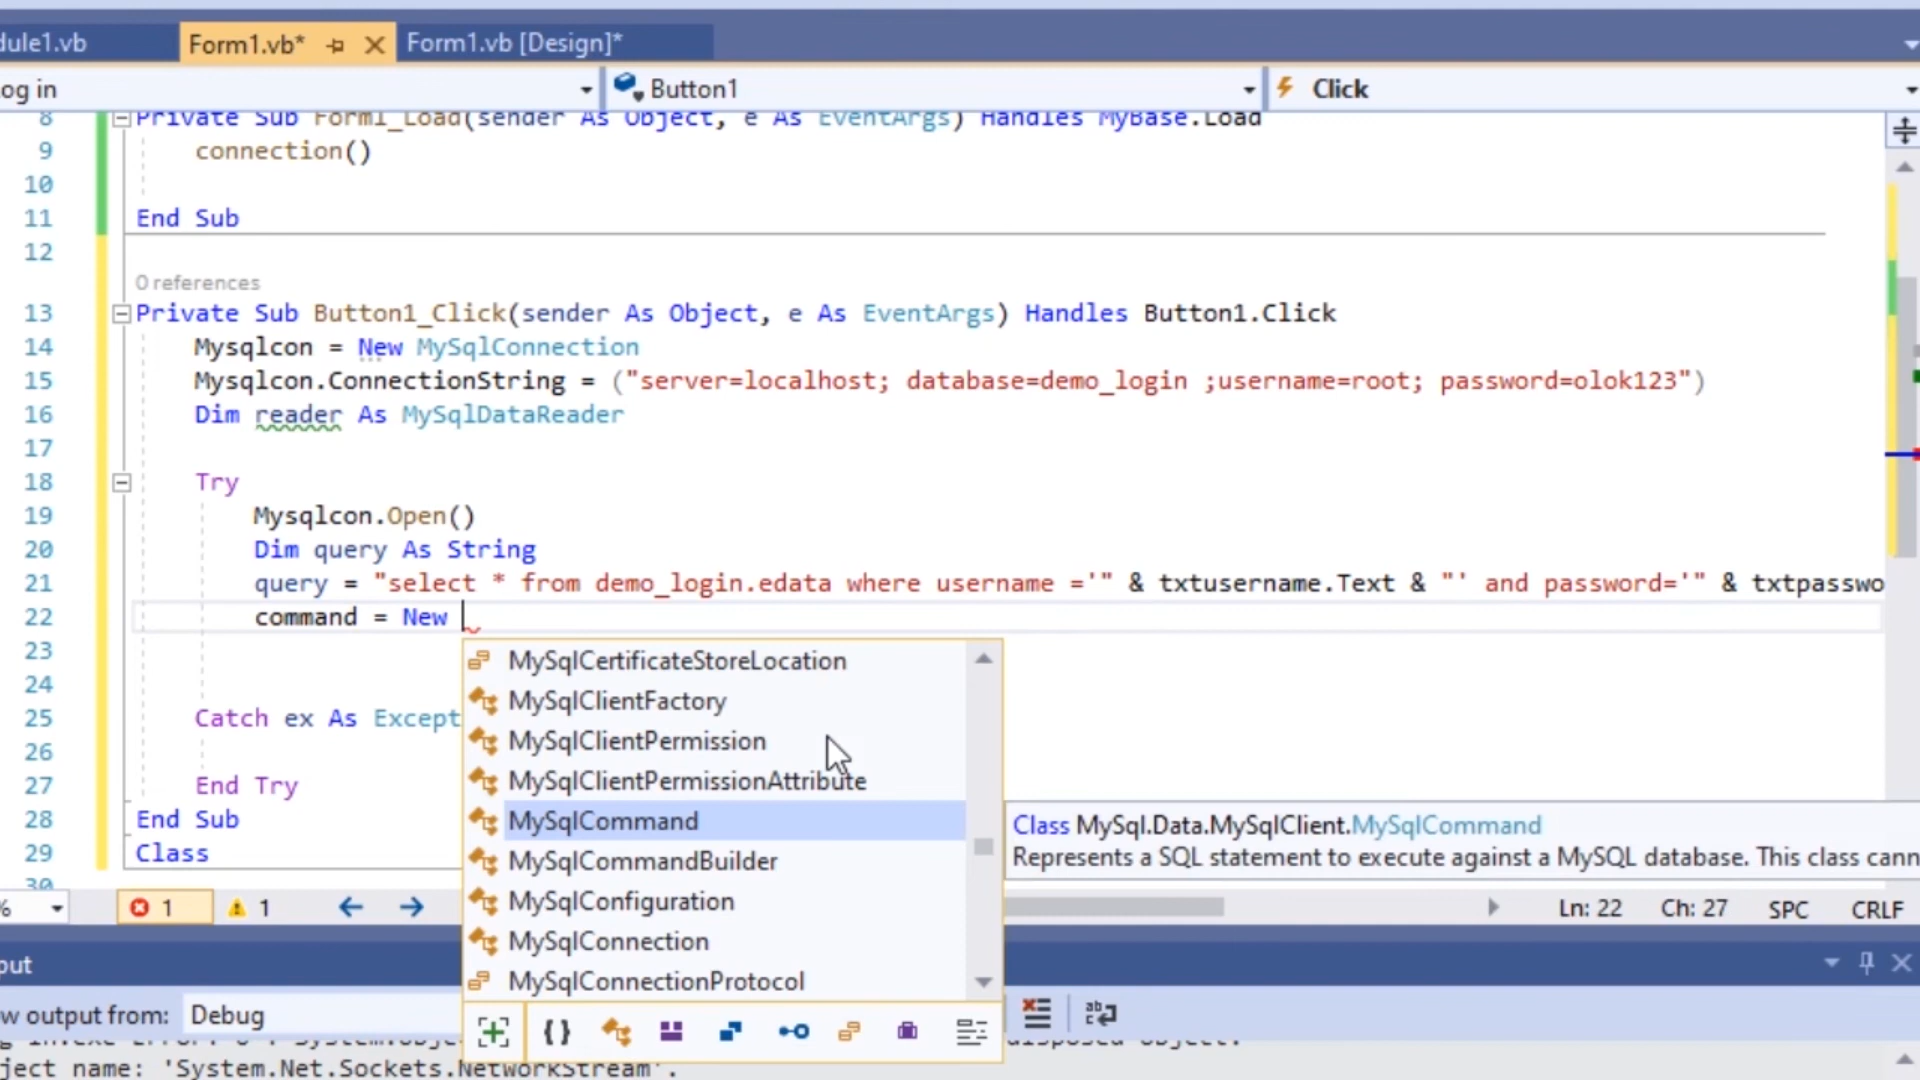 dule1.vb
Form1.vb*
Form1.vb [Design]*
og in
Button1
Click
8 Private Sub Form1_Load(sender As Object, e As EventArgs) Handles MyBase.Load
9 connection()
10
11 End Sub
12
0 references
13 Private Sub Button1_Click(sender As Object, e As EventArgs) Handles Button1.Click
14 Mysqlcon = New MySqlConnection
15 Mysqlcon.ConnectionString = ("server=localhost; database=demo_login ;username=root; password=olok123")
16 Dim reader As MySqlDataReader
17
18 Try
19 Mysqlcon.Open()
20 Dim query As String
21 query = "select * from demo_login.edata where username ='" & txtusername.Text & "' and password='" & txtpasswo
22 command = New
23
24
25 Catch ex As Except
26
27 End Try
28 End Sub
29 Class
30
MySqlCertificateStoreLocation
MySqlClientFactory
MySqlClientPermission
MySqlClientPermissionAttribute
MySqlCommand
MySqlCommandBuilder
MySqlConfiguration
MySqlConnection
MySqlConnectionProtocol
Class MySql.Data.MySqlClient.MySqlCommand
Represents a SQL statement to execute against a MySQL database. This class cann
%
1
1
Ln: 22
Ch: 27
SPC
CRLF
put
w output from:
Debug
ject name: 'System.Net.Sockets.NetworkStream'.